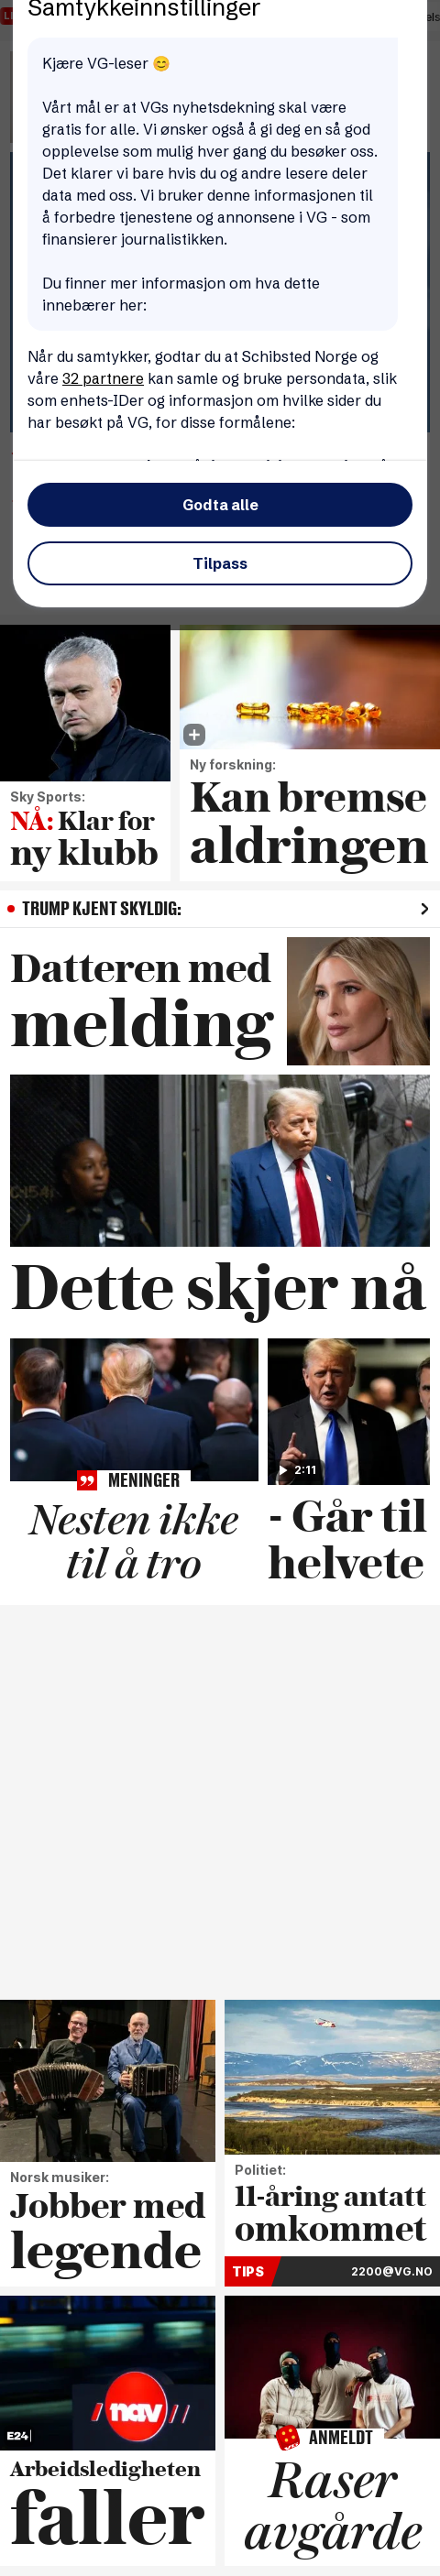 Samtykkeinnstillinger
Kjære VG-leser 😊
Vårt mål er at VGs nyhetsdekning skal være
gratis for alle. Vi ønsker også å gi deg en så god
opplevelse som mulig hver gang du besøker oss.
Det klarer vi bare hvis du og andre lesere deler
data med oss. Vi bruker denne informasjonen til
å forbedre tjenestene og annonsene i VG - som
finansierer journalistikken.
Du finner mer informasjon om hva dette
innebærer her:
Når du samtykker, godtar du at Schibsted Norge og
våre 32 partnere kan samle og bruke persondata, slik
som enhets-IDer og informasjon om hvilke sider du
har besøkt på VG, for disse formålene:
Godta alle
Tilpass
Sky Sports:
NÅ: Klar for
ny klubb
Ny forskning:
Kan bremse
aldringen
TRUMP KJENT SKYLDIG:
Datteren med
melding
Dette skjer nå
MENINGER
Nesten ikke
til å tro
2:11
- Går til
helvete
Norsk musiker:
Jobber med
legende
Politiet:
11-åring antatt
omkommet
TIPS 2200@VG.NO
nav
E24
Arbeidsledigheten
faller
ANMELDT
Raser
avgårde